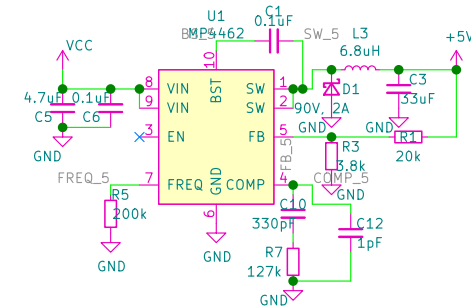 U1
MP4462
C1
0.1uF
BS_5
SW_5
VCC
L3
6.8uH
+5V
4.7uF
C5
0.1uF
C6
GND
8 VIN
9 VIN
3 EN
7 FREQ
10 BST
SW 1
SW 2
FB 5
COMP 4
GND
6
D1
90V, 2A
GND
C3
33uF
GND
R1
20k
FB_5
R3
3.8k
GND
COMP_5
FREQ_5
R5
200k
GND
GND
C10
330pF
C12
1pF
R7
127k
GND